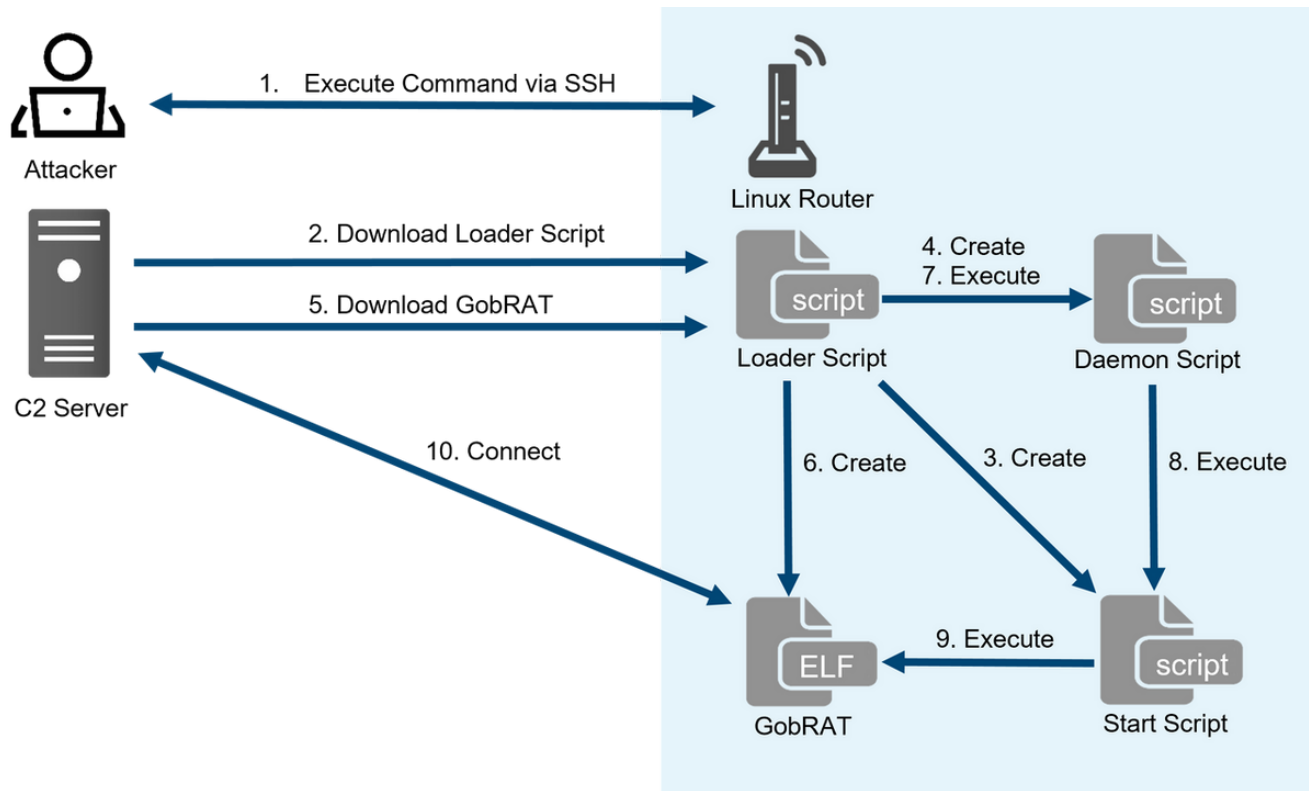 1. Execute Command via SSH
Attacker
Linux Router
2. Download Loader Script
4. Create
7. Execute
5. Download GobRAT
script
script
Loader Script
Daemon Script
C2 Server
10. Connect
6. Create
3. Create
8. Execute
9. Execute
ELF
script
GobRAT
Start Script